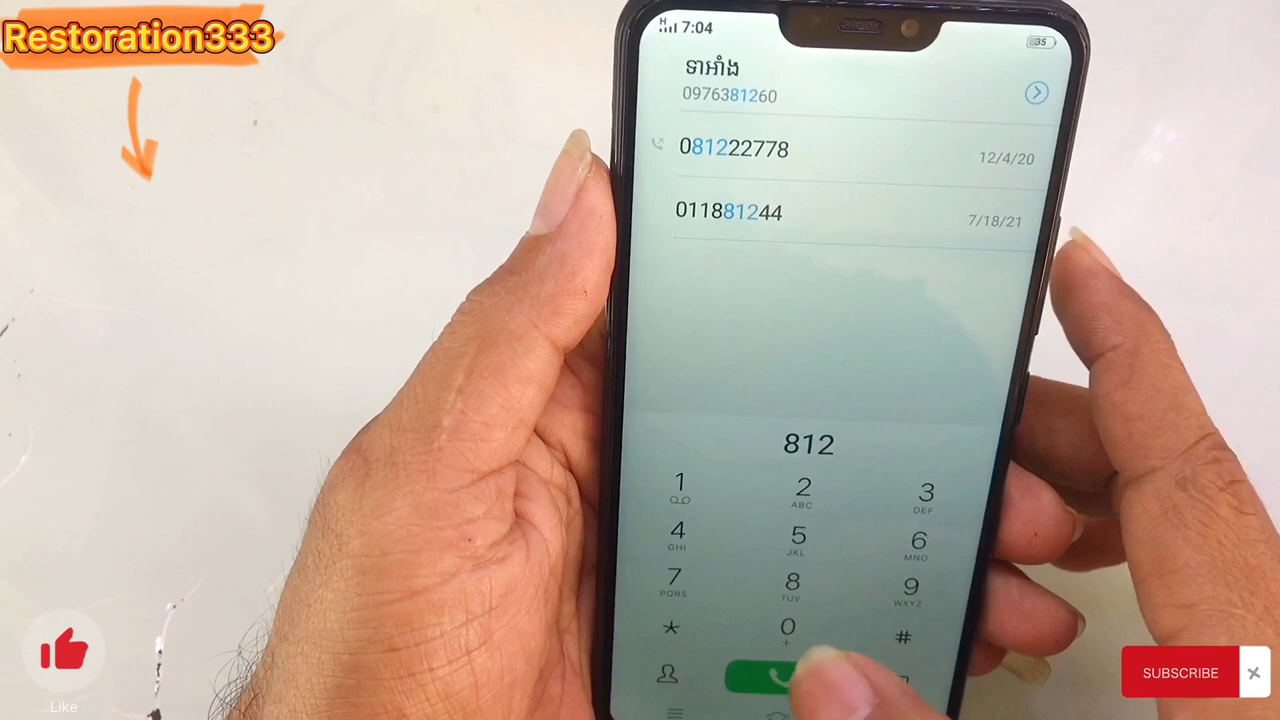 Restoration333
7:04
35
ទាអាំង
0976381260
081222778
12/4/20
011881244
7/18/21
812
1
2
ABC
3
DEF
4
GHI
5
JKL
6
MNO
7
PQRS
8
TUV
9
WXYZ
*
0
+
#
SUBSCRIBE
Like